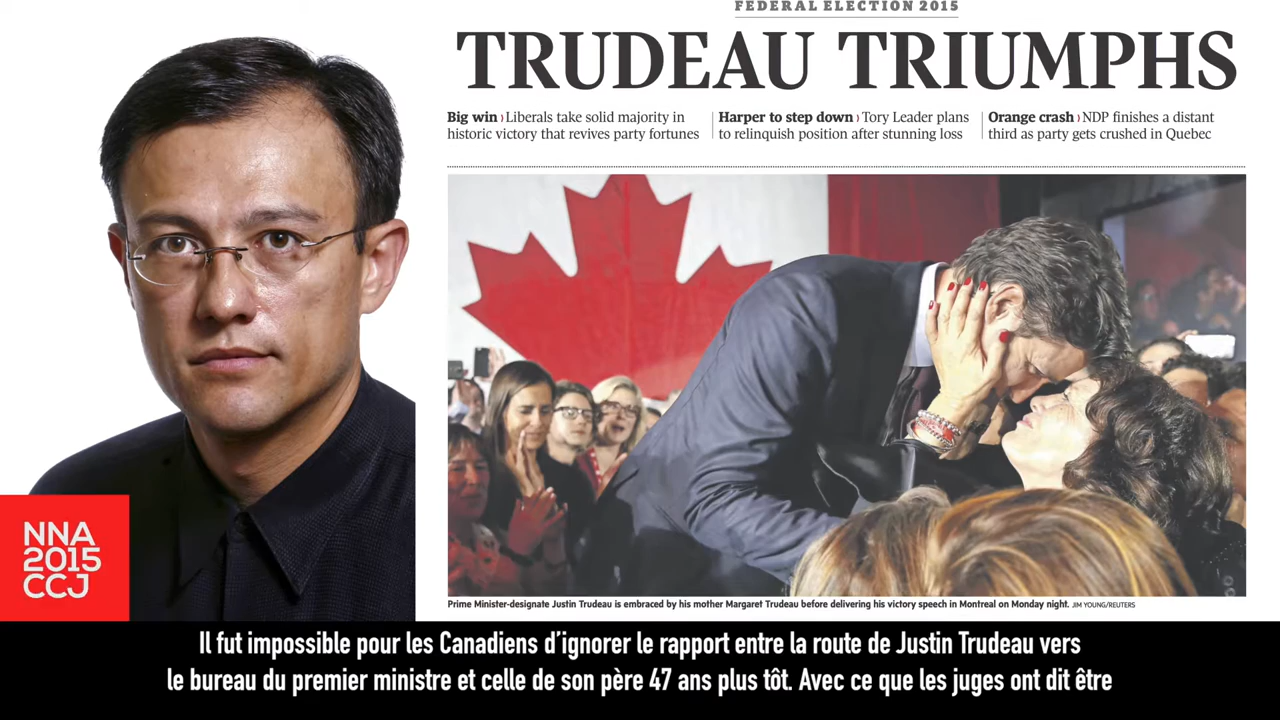 FEDERAL ELECTION 2015
TRUDEAU TRIUMPHS
Big win › Liberals take solid majority in
historic victory that revives party fortunes
Harper to step down › Tory Leader plans
to relinquish position after stunning loss
Orange crash › NDP finishes a distant
third as party gets crushed in Quebec
Prime Minister-designate Justin Trudeau is embraced by his mother Margaret Trudeau before delivering his victory speech in Montreal on Monday night. JIM YOUNG/REUTERS
NNA
2015
CCJ
Il fut impossible pour les Canadiens d’ignorer le rapport entre la route de Justin Trudeau vers
le bureau du premier ministre et celle de son père 47 ans plus tôt. Avec ce que les juges ont dit être